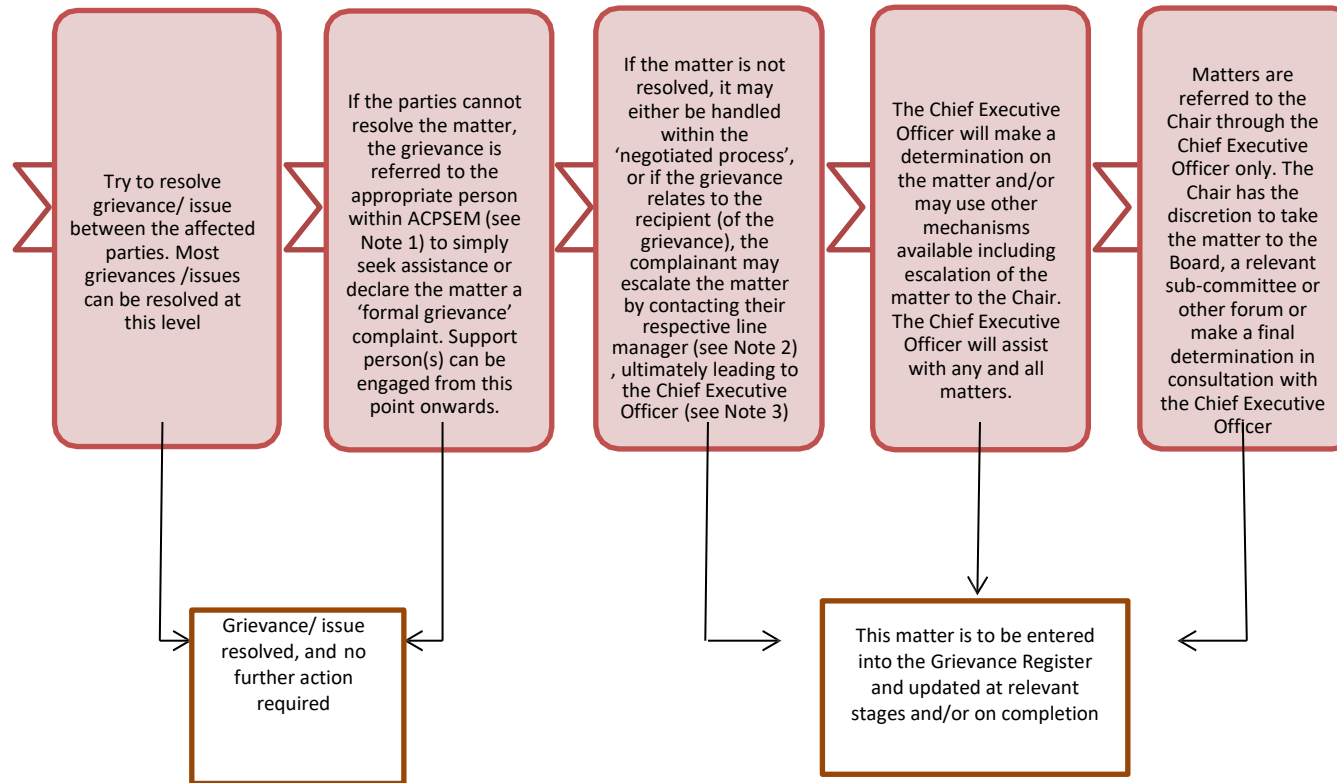 Try to resolve
grievance/ issue
between the affected
parties. Most
grievances /issues
can be resolved at
this level
If the parties cannot
resolve the matter,
the grievance is
referred to the
appropriate person
within ACPSEM (see
Note 1) to simply
seek assistance or
declare the matter a
‘formal grievance’
complaint. Support
person(s) can be
engaged from this
point onwards.
If the matter is not
resolved, it may
either be handled
within the
‘negotiated process’,
or if the grievance
relates to the
recipient (of the
grievance), the
complainant may
escalate the matter
by contacting their
respective line
manager (see Note 2)
, ultimately leading to
the Chief Executive
Officer (see Note 3)
The Chief Executive
Officer will make a
determination on
the matter and/or
may use other
mechanisms
available including
escalation of the
matter to the Chair.
The Chief Executive
Officer will assist
with any and all
matters.
Matters are
referred to the
Chair through the
Chief Executive
Officer only. The
Chair has the
discretion to take
the matter to the
Board, a relevant
sub-committee or
other forum or
make a final
determination in
consultation with
the Chief Executive
Officer
Grievance/ issue
resolved, and no
further action
required
This matter is to be entered
into the Grievance Register
and updated at relevant
stages and/or on completion